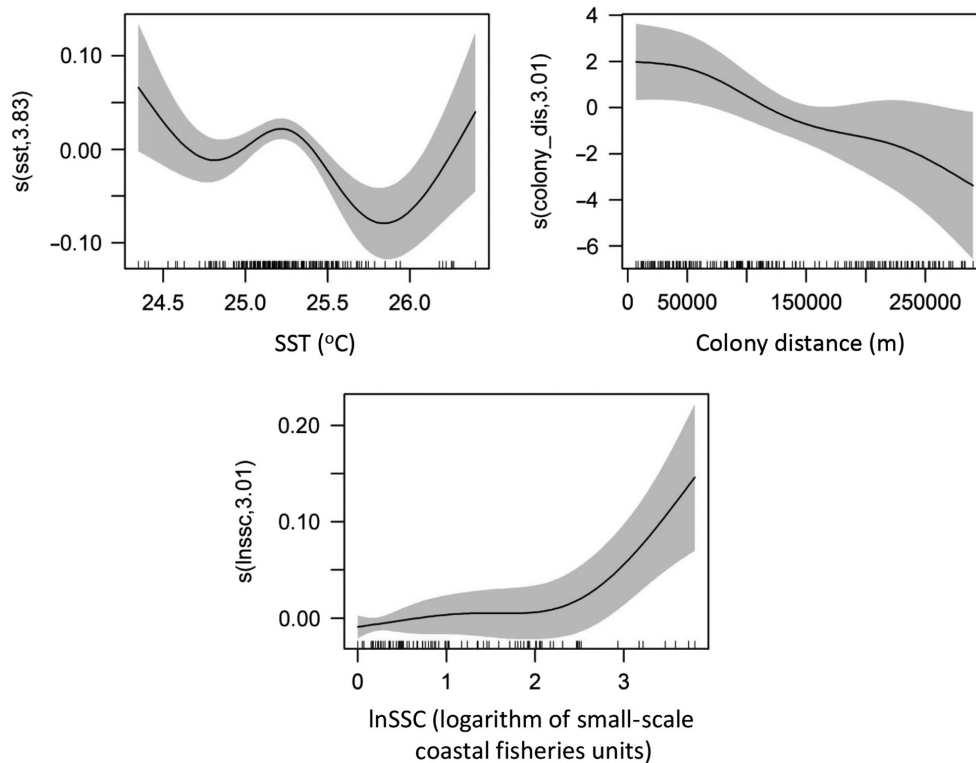 s(sst,3.83)
0.10
0.00
−0.10
24.5 25.0 25.5 26.0
SST (ºC)
s(colony_dis,3.01)
4
2
0
−2
−4
−6
0 50000 150000 250000
Colony distance (m)
s(lnssc,3.01)
0.20
0.10
0.00
0 1 2 3
lnSSC (logarithm of small-scale
coastal fisheries units)